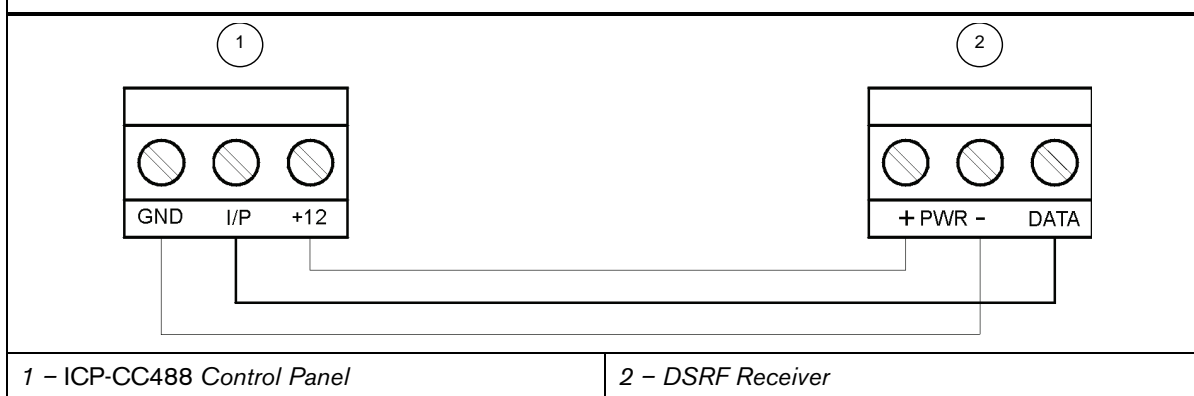 1 2
GND I/P +12 + PWR - DATA
1 – ICP-CC488 Control Panel 2 – DSRF Receiver